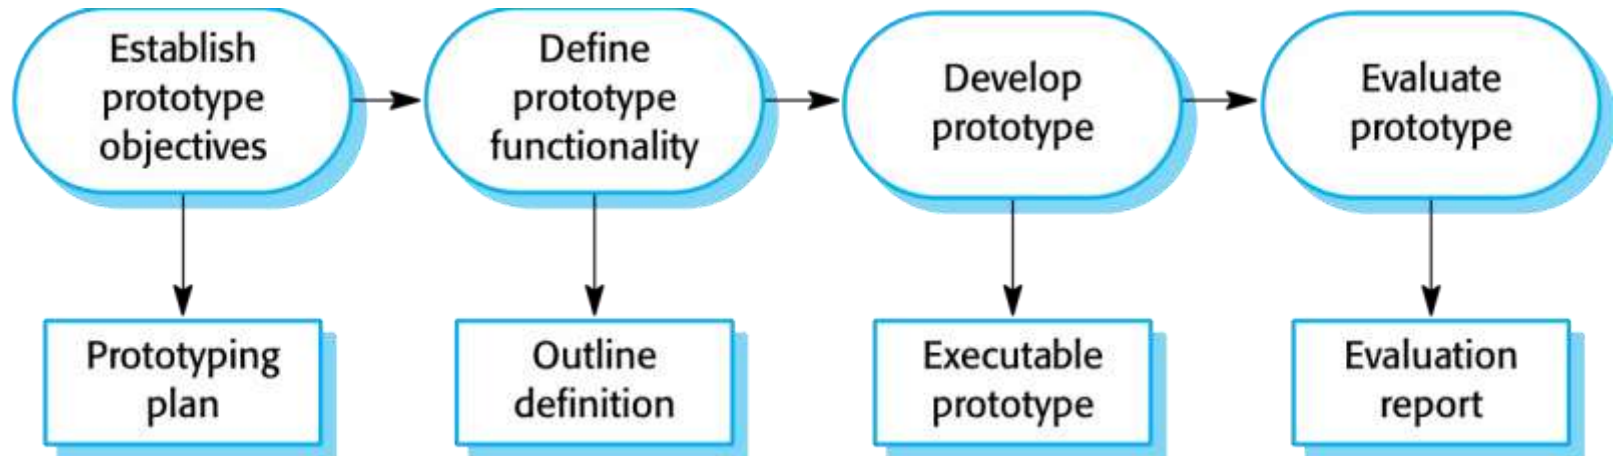 Establish
prototype
objectives
Define
prototype
functionality
Develop
prototype
Evaluate
prototype
Prototyping
plan
Outline
definition
Executable
prototype
Evaluation
report